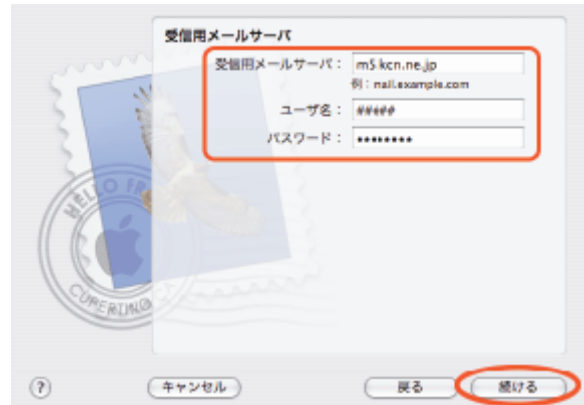 受信用メールサーバ
受信用メールサーバ： m5.kcn.ne.jp
例：mail.example.com
ユーザ名： #####
パスワード： ••••••••
HELLO FR
CUPERTINO
? キャンセル 戻る 続ける